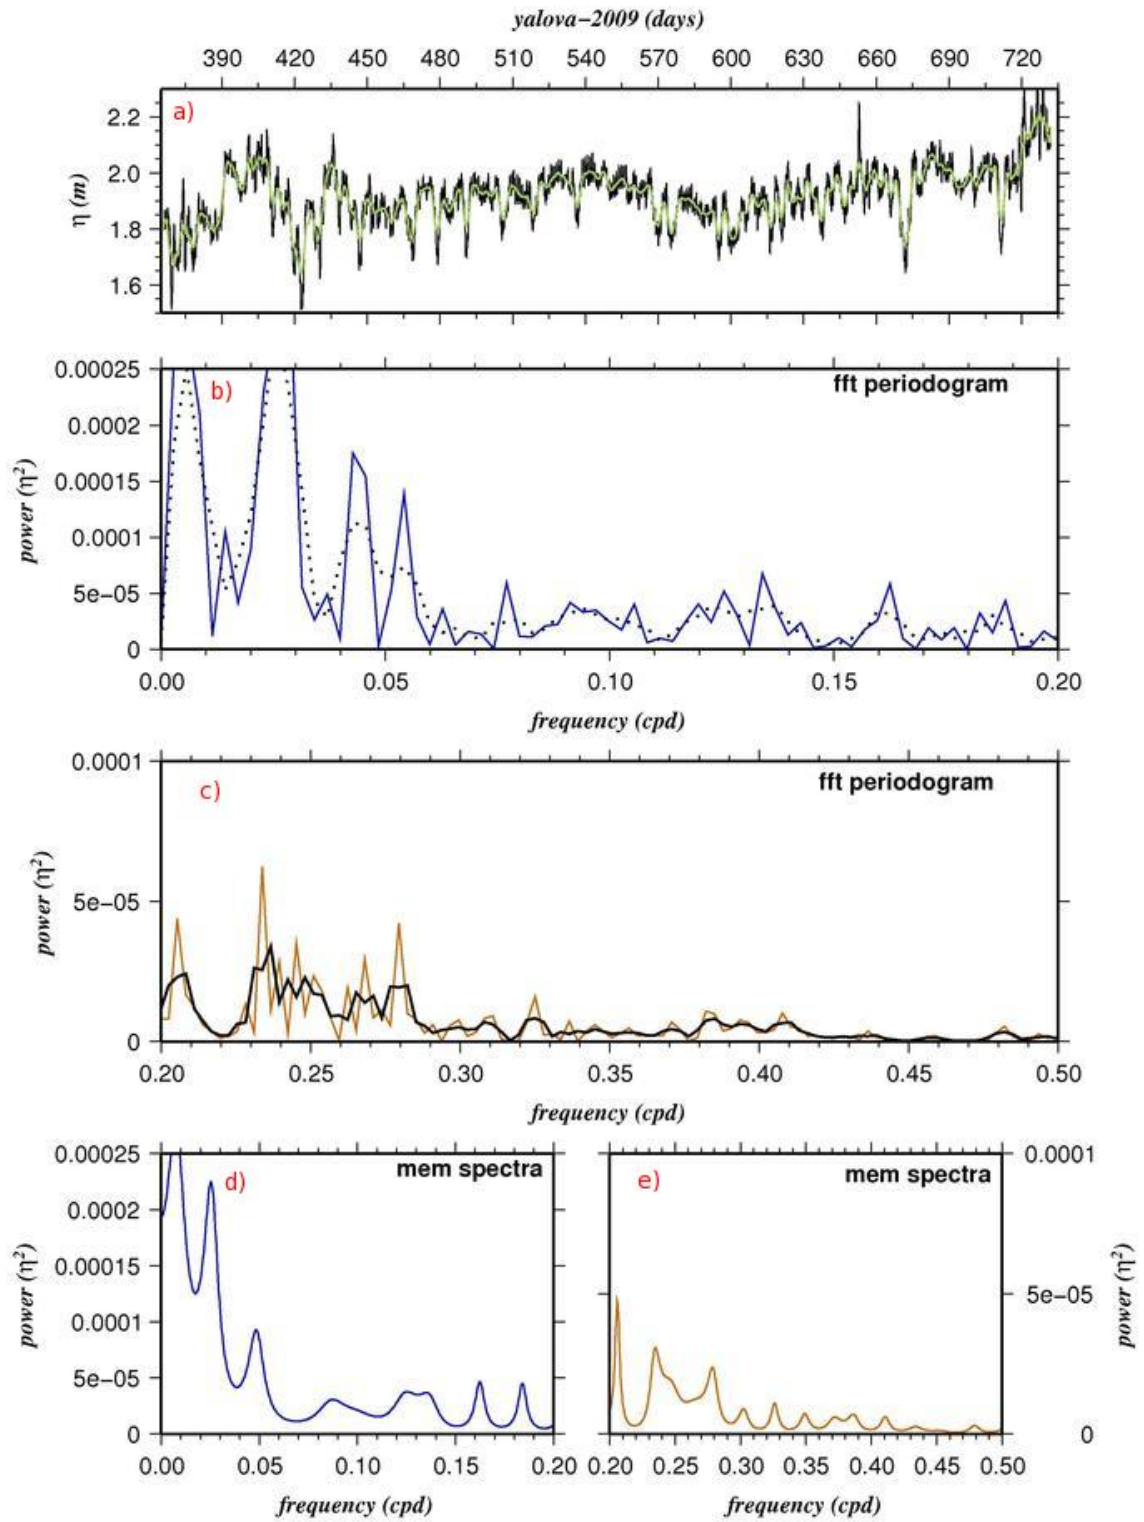 yalova−2009 (days)
390 420 450 480 510 540 570 600 630 660 690 720
a)
2.2
2.0
1.8
1.6
η (m)
0.00025
0.0002
0.00015
0.0001
5e−05
0
power (η²)
b)
fft periodogram
0.00 0.05 0.10 0.15 0.20
frequency (cpd)
0.0001
5e−05
0
power (η²)
c)
fft periodogram
0.20 0.25 0.30 0.35 0.40 0.45 0.50
frequency (cpd)
0.00025
0.0002
0.00015
0.0001
5e−05
0
power (η²)
d)
mem spectra
0.00 0.05 0.10 0.15 0.20
frequency (cpd)
e)
mem spectra
0.0001
5e−05
0
power (η²)
0.20 0.25 0.30 0.35 0.40 0.45 0.50
frequency (cpd)